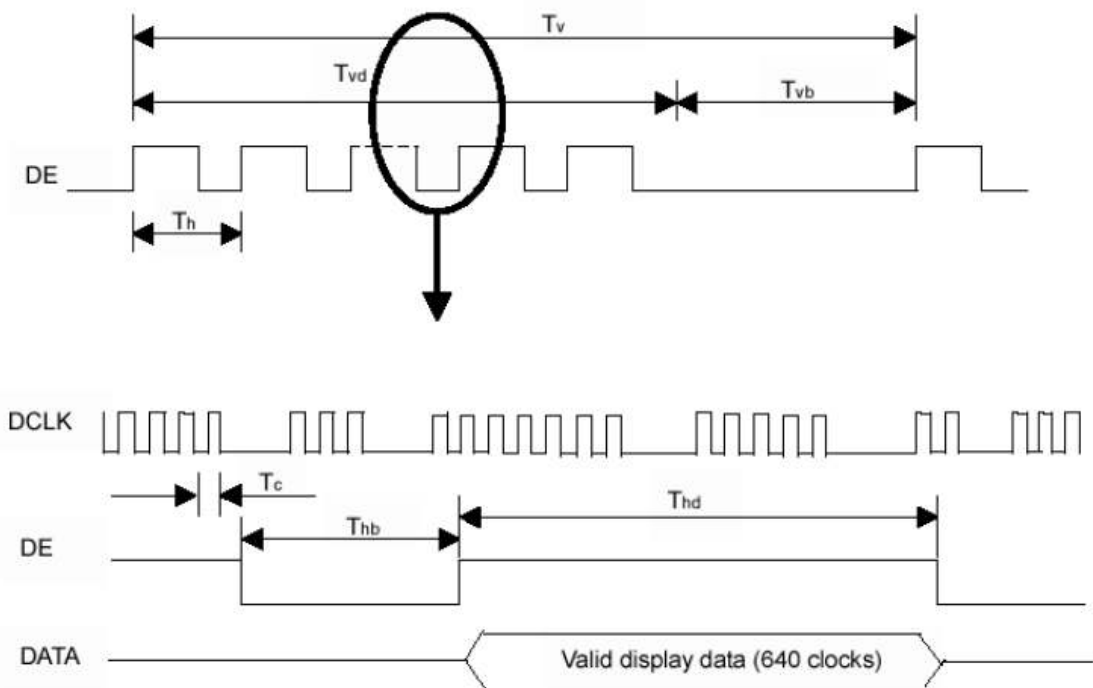 Tv
Tvd
Tvb
DE
Th
DCLK
Tc
Thd
Thb
DE
DATA
Valid display data (640 clocks)